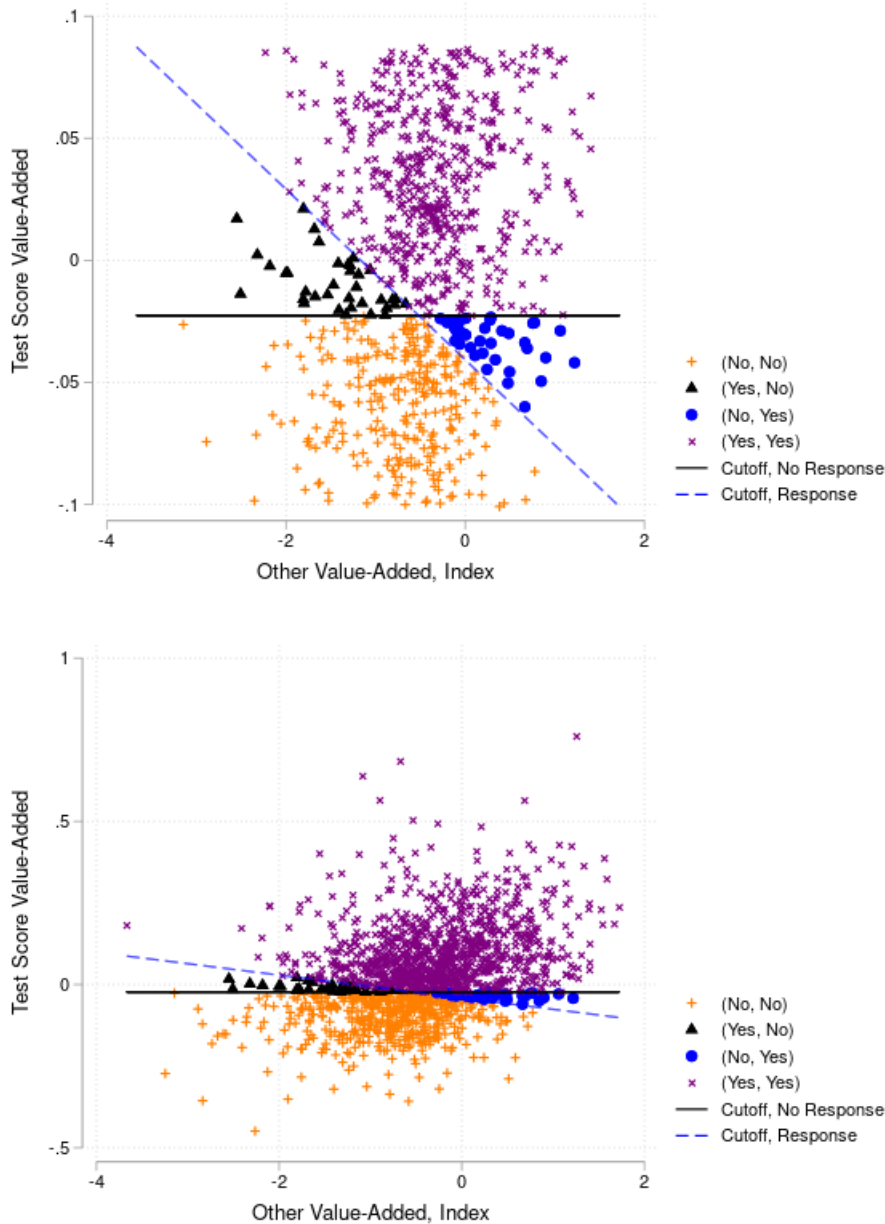 .1
.05
0
-.05
-.1
Test Score Value-Added
-4
-2
0
2
Other Value-Added, Index
(No, No)
(Yes, No)
(No, Yes)
(Yes, Yes)
Cutoff, No Response
Cutoff, Response
1
.5
0
-.5
Test Score Value-Added
-4
-2
0
2
Other Value-Added, Index
(No, No)
(Yes, No)
(No, Yes)
(Yes, Yes)
Cutoff, No Response
Cutoff, Response